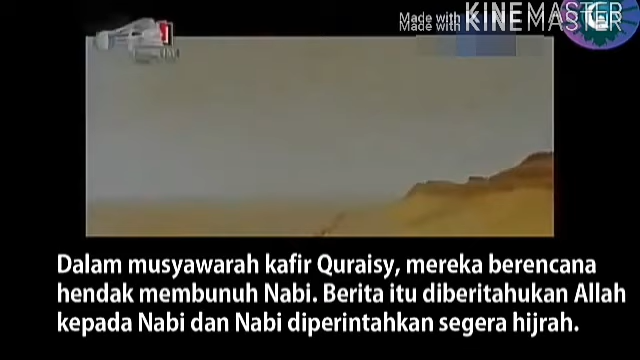 Made with KINEMASTER
Made with KINEMASTER
Dalam musyawarah kafir Quraisy, mereka berencana
hendak membunuh Nabi. Berita itu diberitahukan Allah
kepada Nabi dan Nabi diperintahkan segera hijrah.